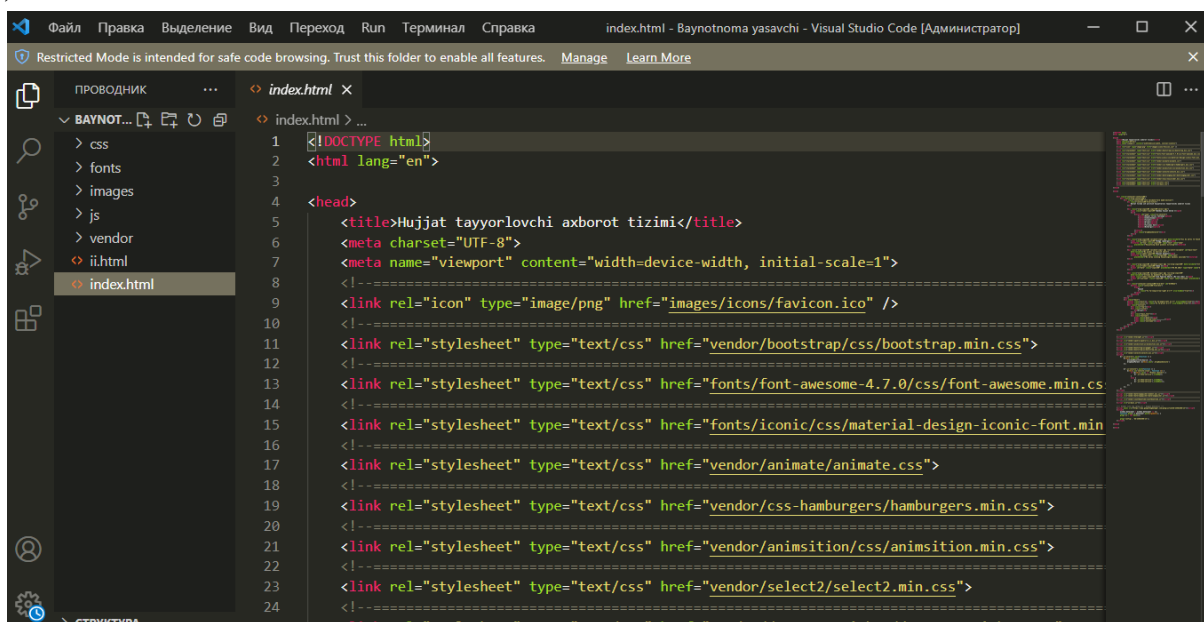 Файл Правка Выделение Вид Переход Run Терминал Справка index.html - Baynotnoma yasavchi - Visual Studio Code [Администратор]
Restricted Mode is intended for safe code browsing. Trust this folder to enable all features. Manage Learn More
ПРОВОДНИК ... index.html
BAYNOT... index.html > ...
css
fonts
images
js
vendor
ii.html
index.html
1 <!DOCTYPE html>
2 <html lang="en">
3
4 <head>
5 <title>Hujjat tayyorlovchi axborot tizimi</title>
6 <meta charset="UTF-8">
7 <meta name="viewport" content="width=device-width, initial-scale=1">
8 <!--===============================================================================================
9 <link rel="icon" type="image/png" href="images/icons/favicon.ico" />
10 <!--===============================================================================================
11 <link rel="stylesheet" type="text/css" href="vendor/bootstrap/css/bootstrap.min.css">
12 <!--===============================================================================================
13 <link rel="stylesheet" type="text/css" href="fonts/font-awesome-4.7.0/css/font-awesome.min.cs
14 <!--===============================================================================================
15 <link rel="stylesheet" type="text/css" href="fonts/iconic/css/material-design-iconic-font.min
16 <!--===============================================================================================
17 <link rel="stylesheet" type="text/css" href="vendor/animate/animate.css">
18 <!--===============================================================================================
19 <link rel="stylesheet" type="text/css" href="vendor/css-hamburgers/hamburgers.min.css">
20 <!--===============================================================================================
21 <link rel="stylesheet" type="text/css" href="vendor/animsition/css/animsition.min.css">
22 <!--===============================================================================================
23 <link rel="stylesheet" type="text/css" href="vendor/select2/select2.min.css">
24 <!--===============================================================================================
СТРУКТУРА